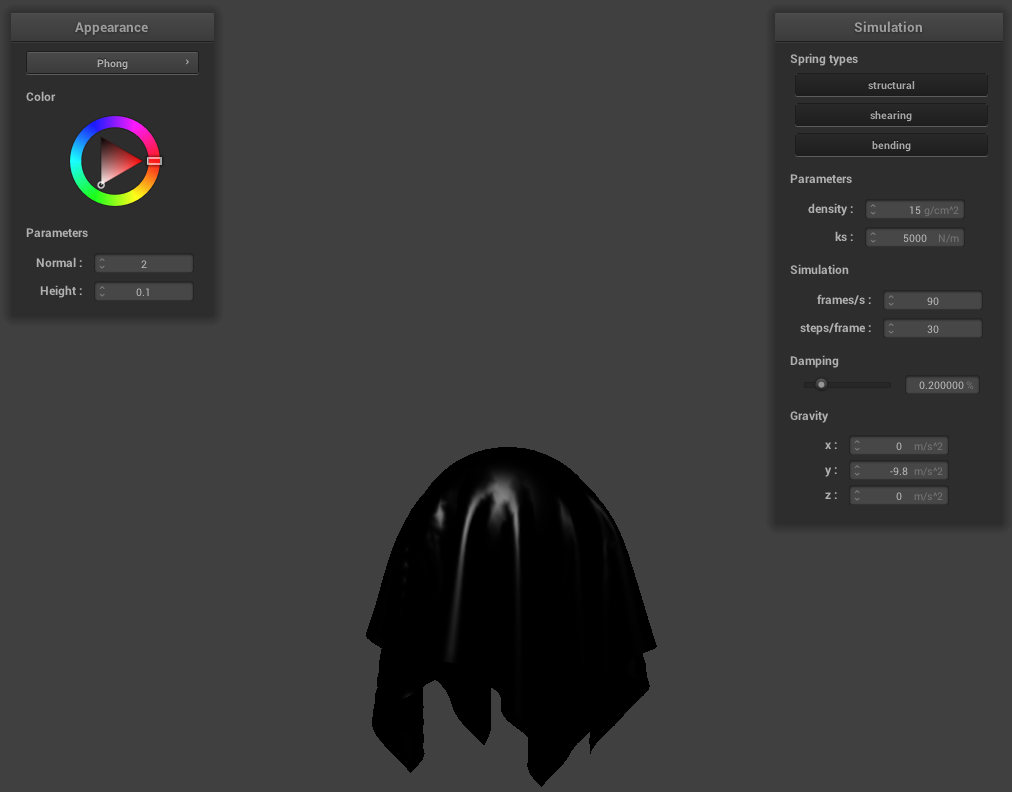 Appearance
Phong ›
Color
Parameters
Normal : 2
Height : 0.1
Simulation
Spring types
structural
shearing
bending
Parameters
density : 15 g/cm^2
ks : 5000 N/m
Simulation
frames/s : 90
steps/frame : 30
Damping
0.200000 %
Gravity
x : 0 m/s^2
y : -9.8 m/s^2
z : 0 m/s^2